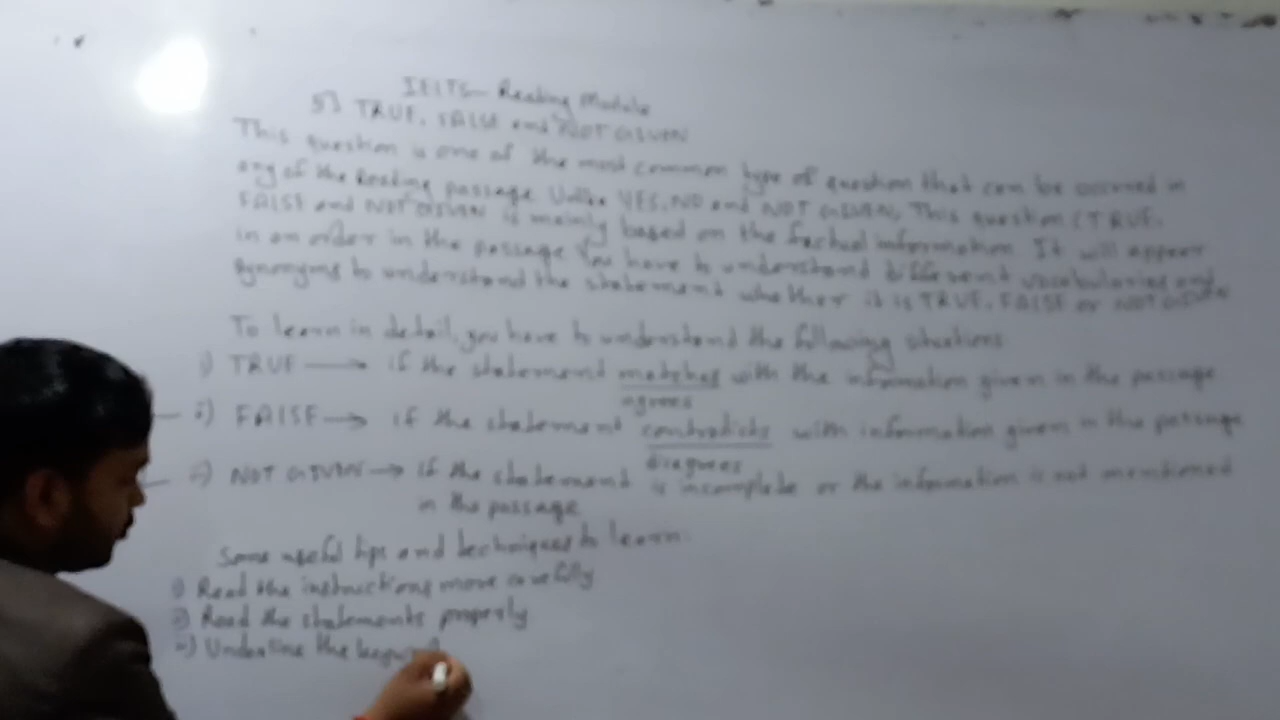 IELTS - Reading Module
5) TRUE, FALSE and NOT GIVEN
This question is one of the most common type of question that can be occurred in
any of the Reading passage. Unlike YES, NO and NOT GIVEN, This question (TRUE,
FALSE and NOT GIVEN is mainly based on the factual information. It will appear
in an order in the passage. You have to understand different vocabularies and
synonyms to understand the statement whether it is TRUE, FALSE or NOT GIVEN
To learn in detail, you have to understand the following situations
i) TRUE → if the statement matches with the information given in the passage
agrees
ii) FALSE → if the statement contradicts with information given in the passage
disagrees
NOT GIVEN → if the statement is incomplete or the information is not mentioned
in the passage
Some useful tips and techniques to learn:
Read the instructions more carefully
Read the statements properly
Underline the